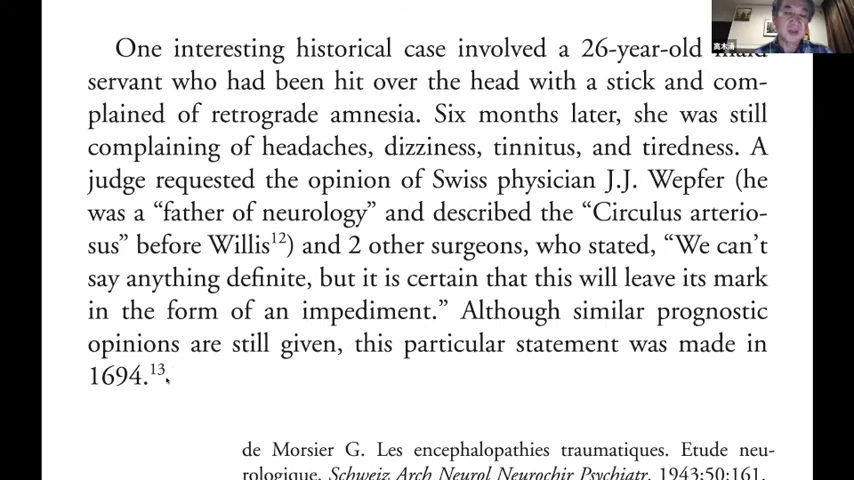 高木清
One interesting historical case involved a 26-year-old maid
servant who had been hit over the head with a stick and com-
plained of retrograde amnesia. Six months later, she was still
complaining of headaches, dizziness, tinnitus, and tiredness. A
judge requested the opinion of Swiss physician J.J. Wepfer (he
was a “father of neurology” and described the “Circulus arterio-
sus” before Willis12) and 2 other surgeons, who stated, “We can’t
say anything definite, but it is certain that this will leave its mark
in the form of an impediment.” Although similar prognostic
opinions are still given, this particular statement was made in
1694.13
de Morsier G. Les encephalopathies traumatiques. Etude neu-
rologique. Schweiz Arch Neurol Neurochir Psychiatr. 1943;50:161.